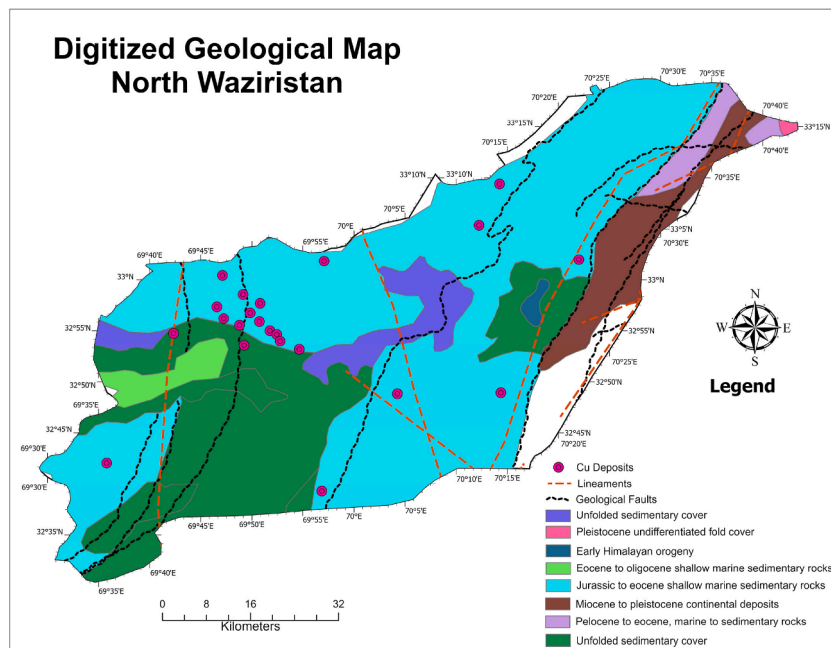 Digitized Geological Map
North Waziristan
70°25'E
70°30'E
70°35'E
70°20'E
70°40'E
33°15'N
33°15'N
70°15'E
70°40'E
33°10'N
33°10'N
70°35'E
70°5'E
70°E
33°5'N
69°55'E
70°30'E
69°45'E
69°40'E
33°N
33°N
32°55'N
32°55'N
70°25'E
32°50'N
32°50'N
69°35'E
32°45'N
32°45'N
70°20'E
69°30'E
70°15'E
70°10'E
69°30'E
70°5'E
70°E
69°55'E
69°50'E
69°45'E
32°35'N
69°40'E
69°35'E
N
W E
S
Legend
Cu Deposits
Lineaments
Geological Faults
Unfolded sedimentary cover
Pleistocene undifferentiated fold cover
Early Himalayan orogeny
Eocene to oligocene shallow marine sedimentary rocks
Jurassic to eocene shallow marine sedimentary rocks
Miocene to pleistocene continental deposits
Pelocene to eocene, marine to sedimentary rocks
Unfolded sedimentary cover
0 8 16 24 32
Kilometers